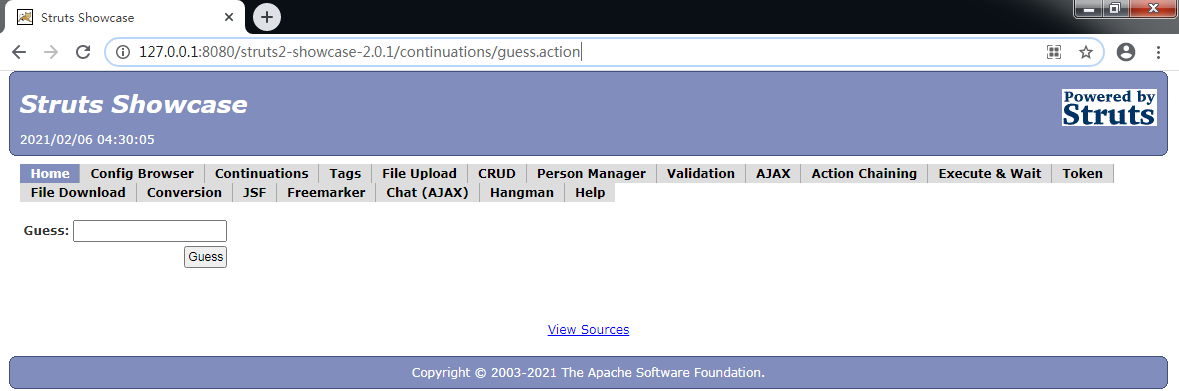 Struts Showcase
127.0.0.1:8080/struts2-showcase-2.0.1/continuations/guess.action
Struts Showcase
Powered by
Struts
2021/02/06 04:30:05
Home Config Browser Continuations Tags File Upload CRUD Person Manager Validation AJAX Action Chaining Execute & Wait Token
File Download Conversion JSF Freemarker Chat (AJAX) Hangman Help
Guess:
Guess
View Sources
Copyright © 2003-2021 The Apache Software Foundation.